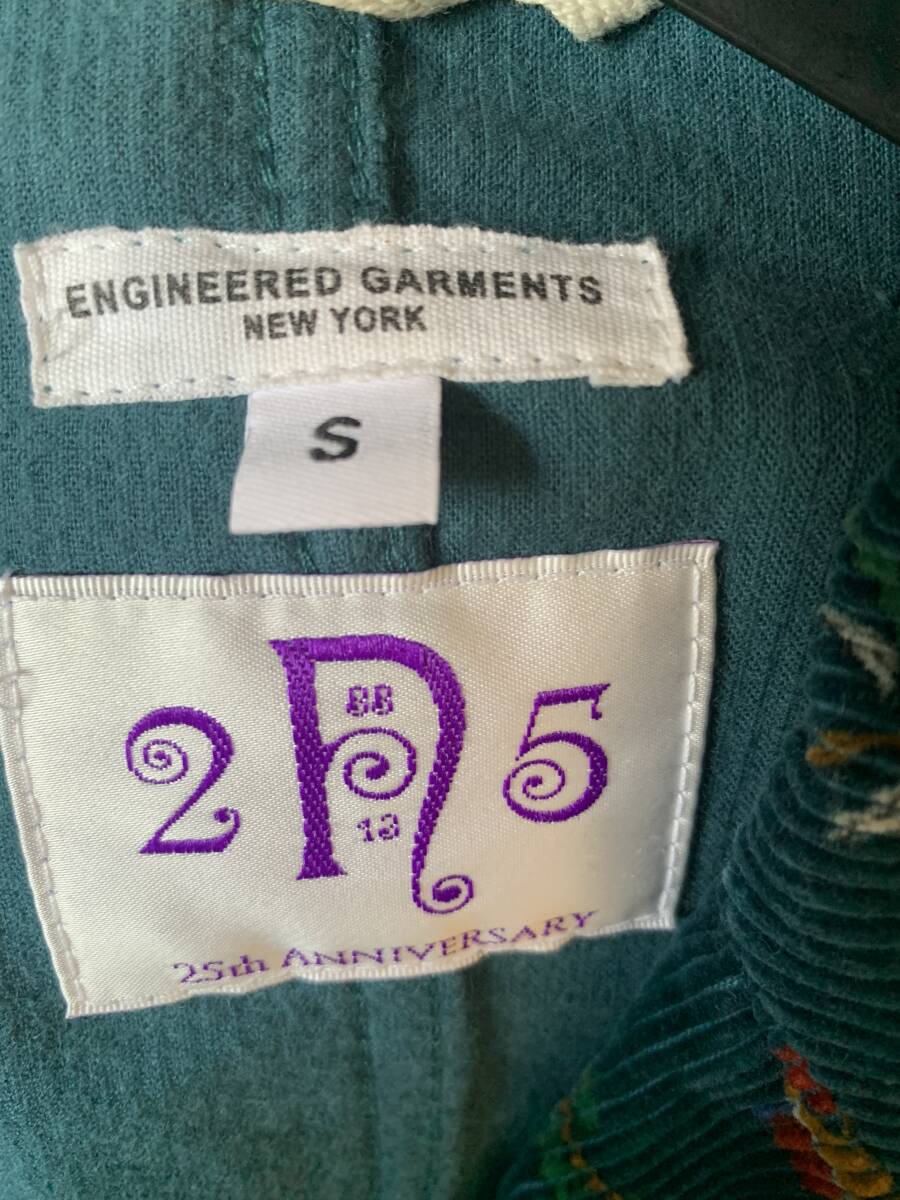 ENGINEERED GARMENTS
NEW YORK
S
88
2 n 5
13
25th ANNIVERSARY